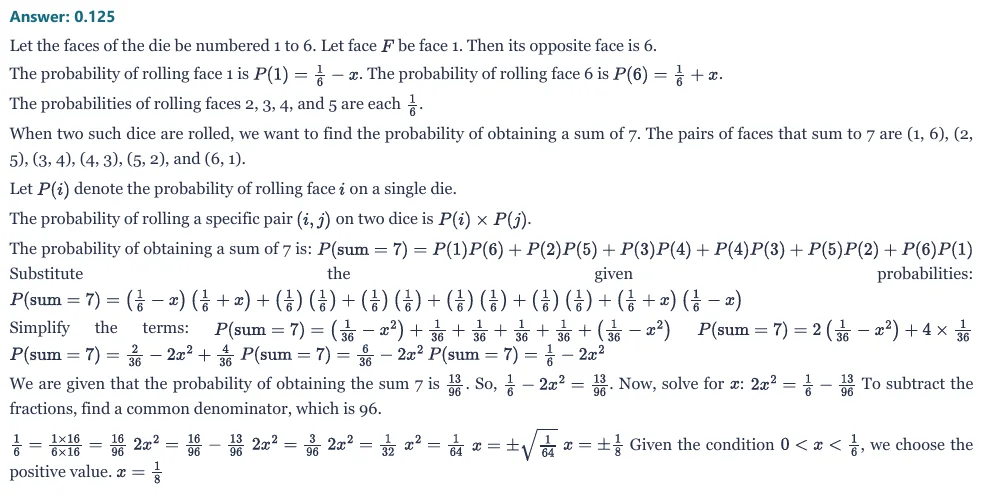 Answer: 0.125
Let the faces of the die be numbered 1 to 6. Let face F be face 1. Then its opposite face is 6.
The probability of rolling face 1 is P(1) = 1/6 − x. The probability of rolling face 6 is P(6) = 1/6 + x.
The probabilities of rolling faces 2, 3, 4, and 5 are each 1/6.
When two such dice are rolled, we want to find the probability of obtaining a sum of 7. The pairs of faces that sum to 7 are (1, 6), (2,
5), (3, 4), (4, 3), (5, 2), and (6, 1).
Let P(i) denote the probability of rolling face i on a single die.
The probability of rolling a specific pair (i, j) on two dice is P(i) × P(j).
The probability of obtaining a sum of 7 is: P(sum = 7) = P(1)P(6) + P(2)P(5) + P(3)P(4) + P(4)P(3) + P(5)P(2) + P(6)P(1)
Substitute the given probabilities:
P(sum = 7) = (1/6 − x) (1/6 + x) + (1/6) (1/6) + (1/6) (1/6) + (1/6) (1/6) + (1/6) (1/6) + (1/6 + x) (1/6 − x)
Simplify the terms: P(sum = 7) = (1/36 − x²) + 1/36 + 1/36 + 1/36 + 1/36 + (1/36 − x²) P(sum = 7) = 2 (1/36 − x²) + 4 × 1/36
P(sum = 7) = 2/36 − 2x² + 4/36 P(sum = 7) = 6/36 − 2x² P(sum = 7) = 1/6 − 2x²
We are given that the probability of obtaining the sum 7 is 13/96. So, 1/6 − 2x² = 13/96. Now, solve for x: 2x² = 1/6 − 13/96 To subtract the
fractions, find a common denominator, which is 96.
1/6 = 1×16/6×16 = 16/96 2x² = 16/96 − 13/96 2x² = 3/96 2x² = 1/32 x² = 1/64 x = ±√(1/64) x = ±1/8 Given the condition 0 < x < 1/6, we choose the
positive value. x = 1/8